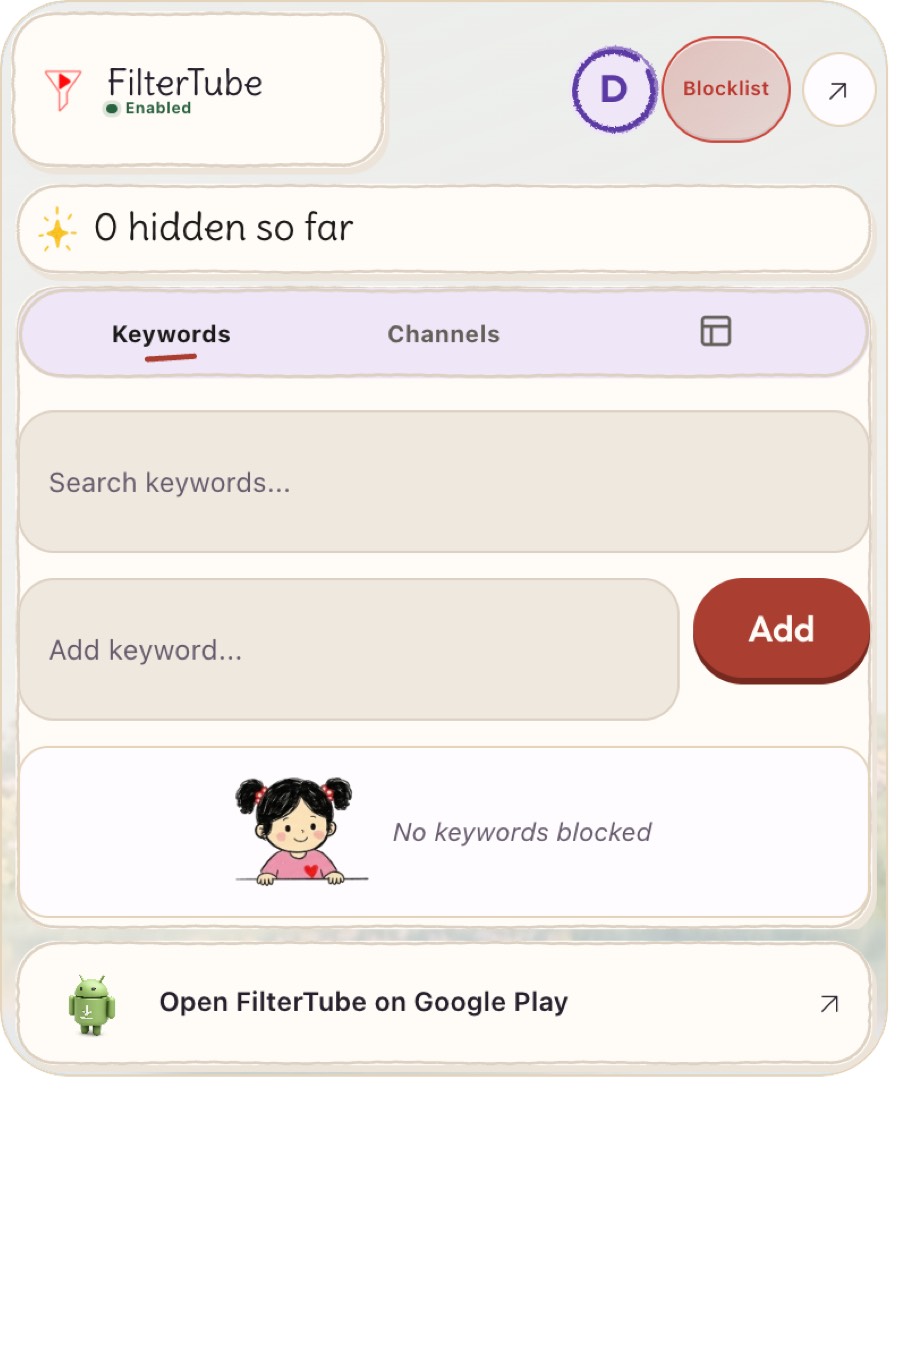 FilterTube
Enabled
D
Blocklist
0 hidden so far
Keywords
Channels
Search keywords...
Add keyword...
Add
No keywords blocked
Open FilterTube on Google Play